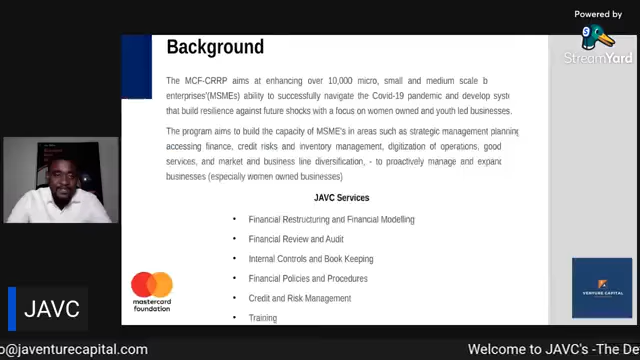 Powered by
StreamYard
Background
The MCF-CRRP aims at enhancing over 10,000 micro, small and medium scale b
enterprises'(MSMEs) ability to successfully navigate the Covid-19 pandemic and develop syste
that build resilience against future shocks with a focus on women owned and youth led businesses.
The program aims to build the capacity of MSME's in areas such as strategic management planning
accessing finance, credit risks and inventory management, digitization of operations, good
services, and market and business line diversification, - to proactively manage and expand
businesses (especially women owned businesses)
JAVC Services
• Financial Restructuring and Financial Modelling
• Financial Review and Audit
• Internal Controls and Book Keeping
• Financial Policies and Procedures
• Credit and Risk Management
• Training
mastercard
foundation
VENTURE CAPITAL
JAVC
o@javenturecapital.com
Welcome to JAVC's -The De